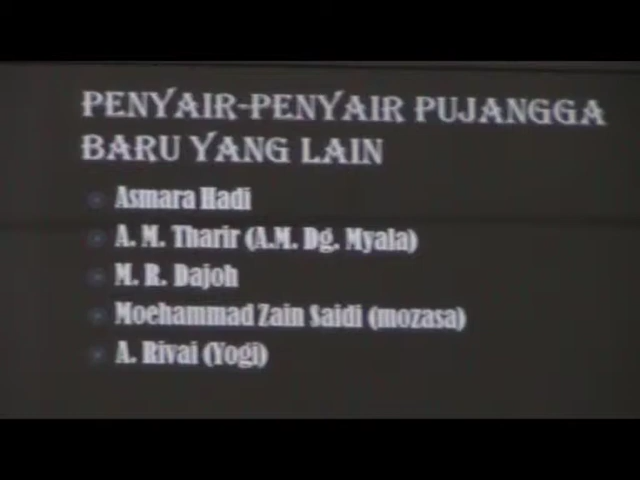 PENYAIR-PENYAIR PUJANGGA
BARU YANG LAIN
Asmara Hadi
A. M. Tharir (A.M. Dg. Myala)
M. R. Dajoh
Moehammad Zain Saidi (mozasa)
A. Rivai (Yogi)